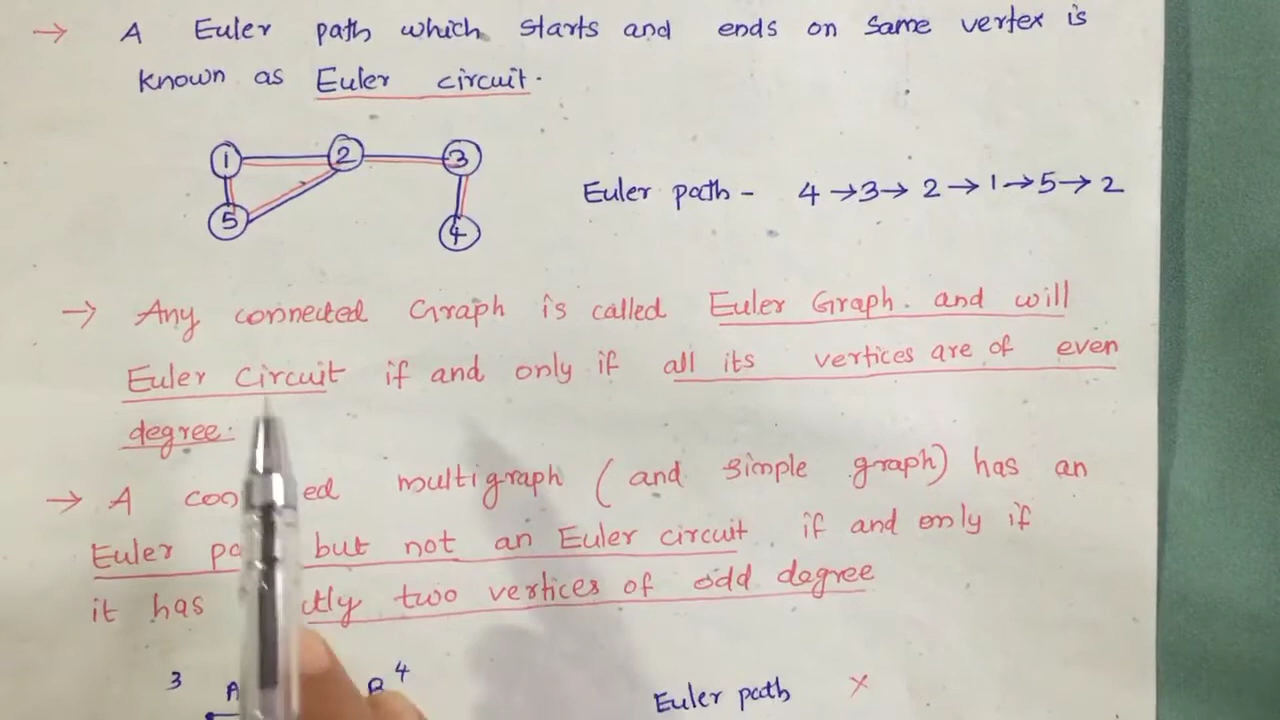 → A Euler path which starts and ends on same vertex is
known as Euler circuit.
1 2 3
5 4
Euler path - 4 →3→ 2 → 1 →5→ 2
→ Any connected Graph is called Euler Graph. and will
Euler Circuit if and only if all its vertices are of even
degree.
→ A ed multigraph (and simple graph) has an
Euler but not an Euler circuit if and only if
it has two vertices of odd degree
3 A 4
Euler path ×